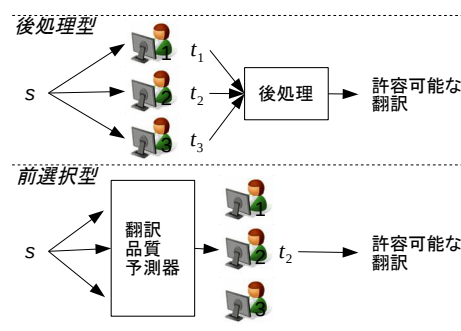 後処理型
1 t1
s 2 t2 後処理 許容可能な
翻訳
3 t3
前選択型
1
翻訳
s 品質 2 t2 許容可能な
予測器 翻訳
3